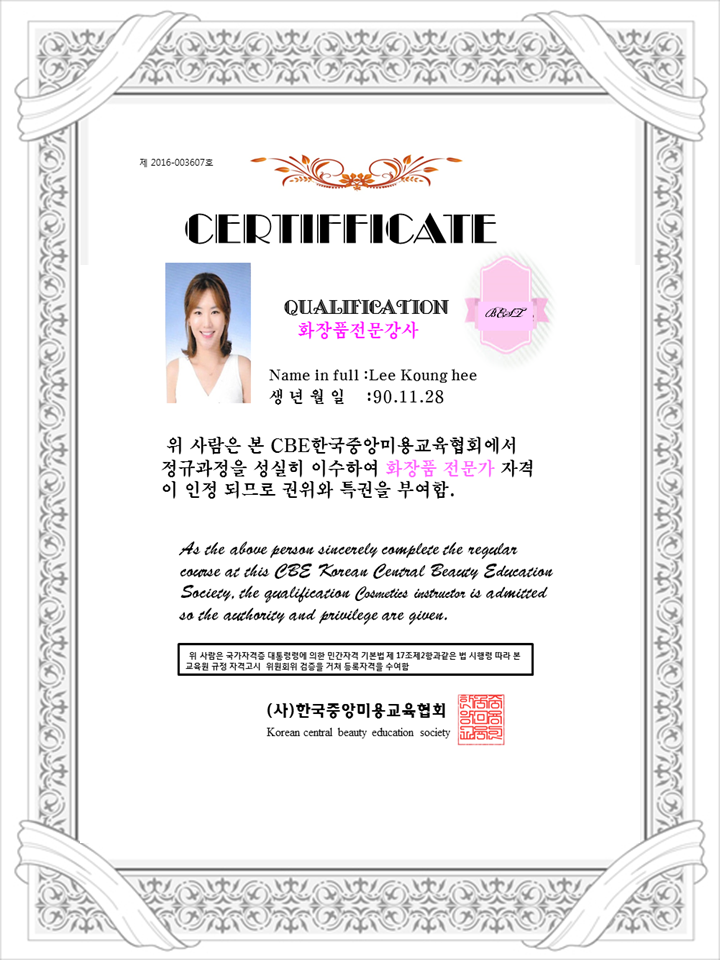 제 2016-003607호
CERTIFFICATE
QUALIFICATION
화장품전문강사
BEST
Name in full :Lee Koung hee
생 년 월 일 :90.11.28
위 사람은 본 CBE한국중앙미용교육협회에서
정규과정을 성실히 이수하여 화장품 전문가 자격
이 인정 되므로 권위와 특권을 부여함.
As the above person sincerely complete the regular
course at this CBE Korean Central Beauty Education
Society, the qualification Cosmetics instructor is admitted
so the authority and privilege are given.
위 사람은 국가자격증 대통령령에 의한 민간자격 기본법 제 17조제2항과같은 법 시행령 따라 본
교육원 규정 자격고시 위원회위 검증을 거쳐 등록자격을 수여함
(사)한국중앙미용교육협회
Korean central beauty education society